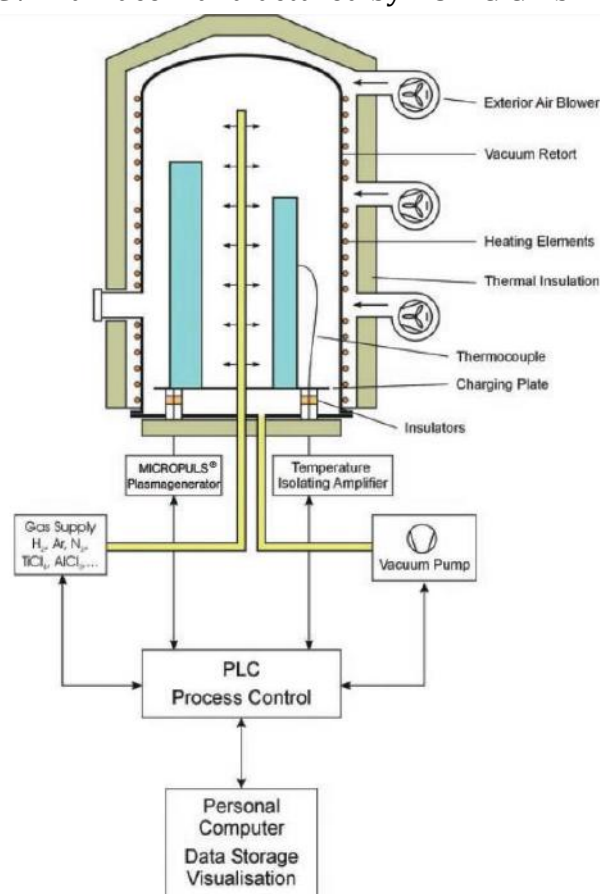 Exterior Air Blower
Vacuum Retort
Heating Elements
Thermal Insulation
Thermocouple
Charging Plate
Insulators
MICROPULS®
Plasmagenerator
Temperature
Isolating Amplifier
Gas Supply
H₂, Ar, N₂,
TiCl₄, AlCl₃,...
Vacuum Pump
PLC
Process Control
Personal
Computer
Data Storage
Visualisation